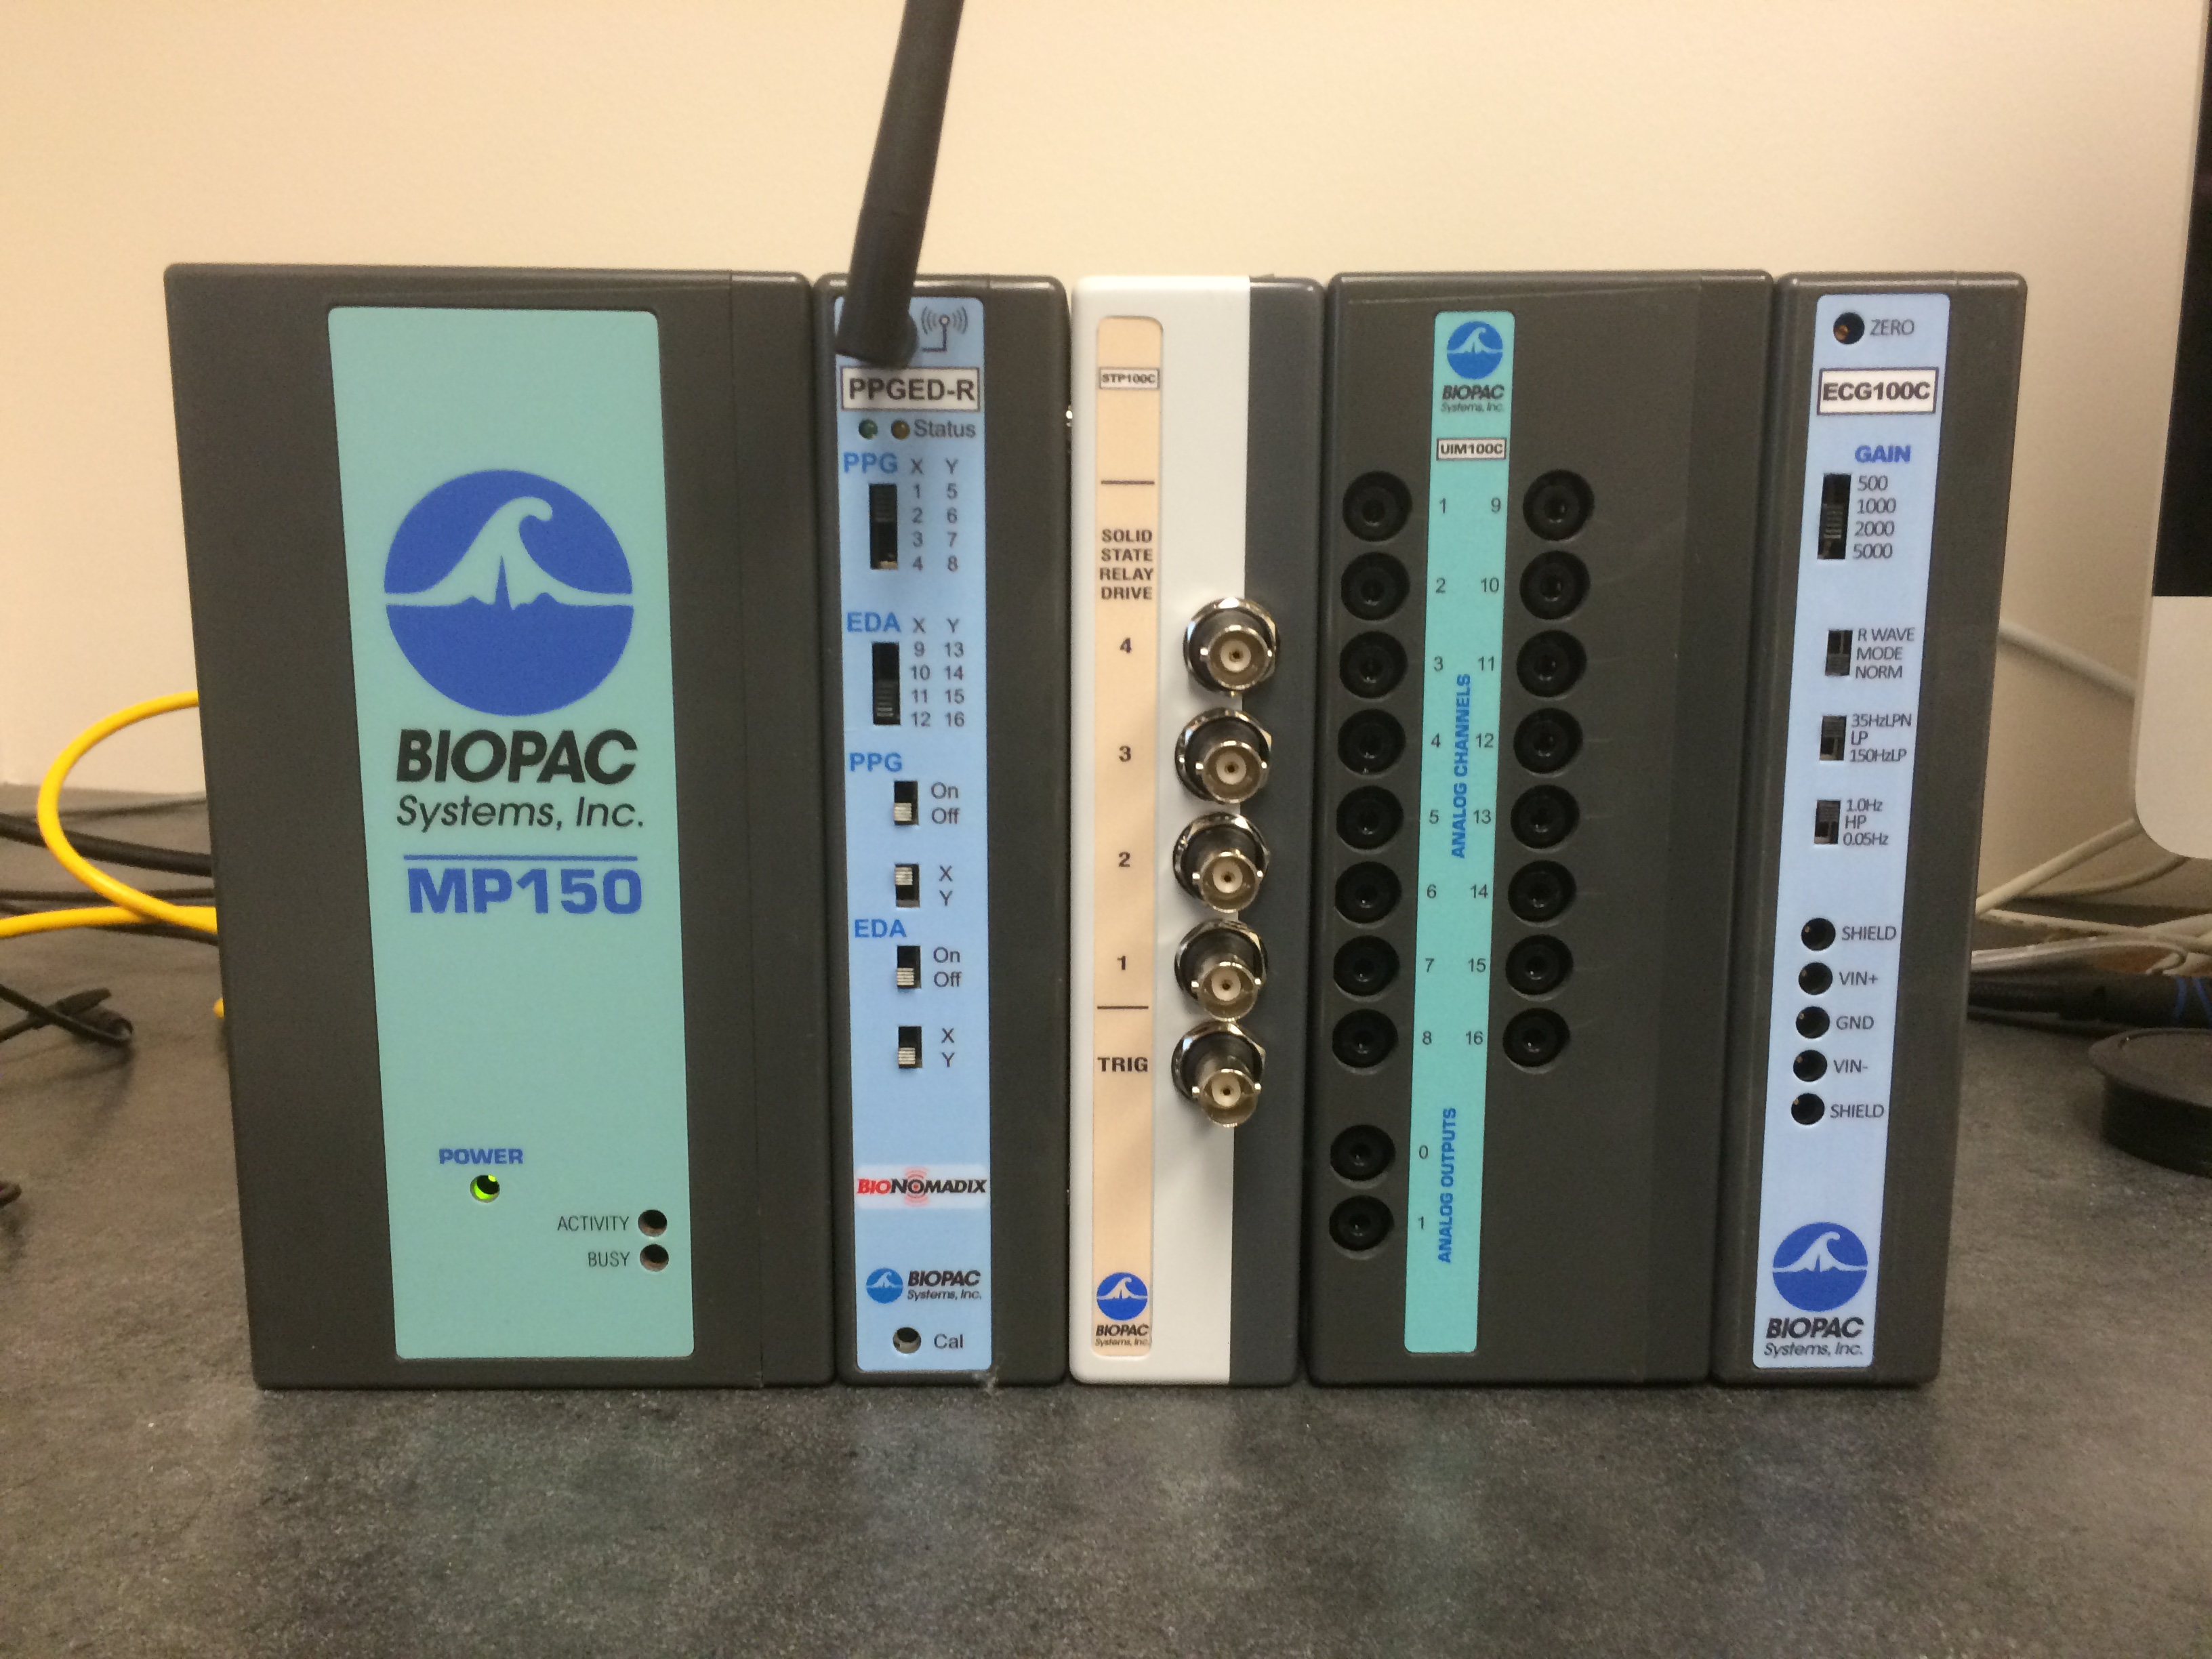 BIOPAC
Systems, Inc.
MP150
POWER
ACTIVITY
BUSY
PPGED-R
Status
PPG X Y
1 5
2 6
3 7
4 8
EDA X Y
9 13
10 14
11 15
12 16
PPG
On
Off
X
Y
EDA
On
Off
X
Y
BIONOMADIX
BIOPAC
Systems, Inc.
Cal
STP100C
SOLID
STATE
RELAY
DRIVE
4
3
2
1
TRIG
BIOPAC
Systems, Inc.
BIOPAC
Systems, Inc.
UIM100C
1 9
2 10
3 11
4 12
5 13
6 14
7 15
8 16
ANALOG CHANNELS
0
1
ANALOG OUTPUTS
ZERO
ECG100C
GAIN
500
1000
2000
5000
R WAVE
MODE
NORM
35HzLPN
LP
150HzLP
1.0Hz
HP
0.05Hz
SHIELD
VIN+
GND
VIN-
SHIELD
BIOPAC
Systems, Inc.